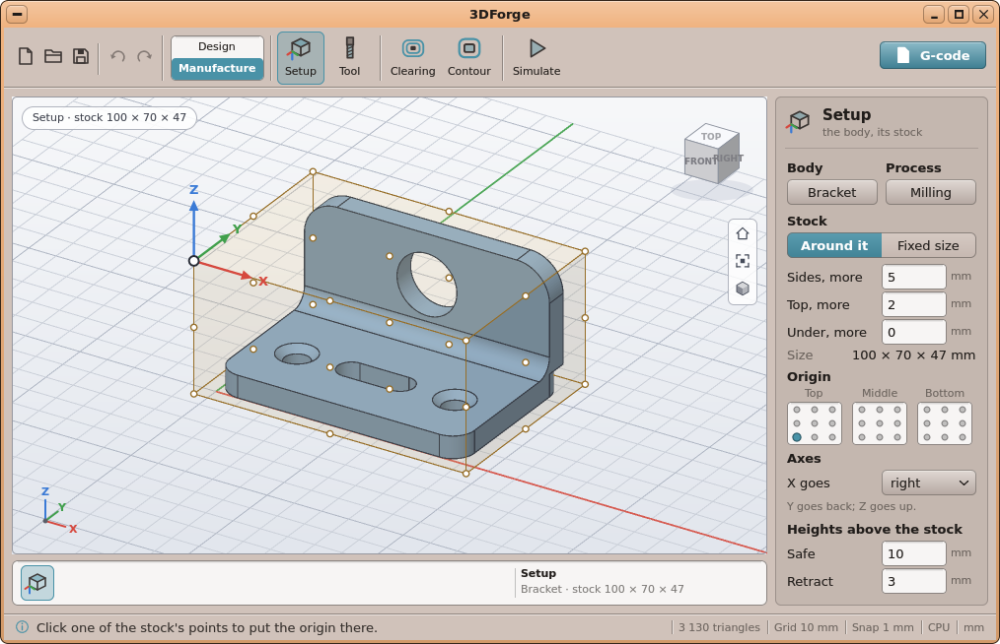 3DForge
Design
Manufacture
Setup
Tool
Clearing
Contour
Simulate
G-code
Setup · stock 100 × 70 × 47
TOP
FRONT
RIGHT
Z
Y
X
Z
Y
X
Setup
the body, its stock
Body
Process
Bracket
Milling
Stock
Around it
Fixed size
Sides, more 5 mm
Top, more 2 mm
Under, more 0 mm
Size 100 × 70 × 47 mm
Origin
Top Middle Bottom
Axes
X goes right
Y goes back; Z goes up.
Heights above the stock
Safe 10 mm
Retract 3 mm
Setup
Bracket · stock 100 × 70 × 47
Click one of the stock's points to put the origin there.
3 130 triangles
Grid 10 mm
Snap 1 mm
CPU
mm